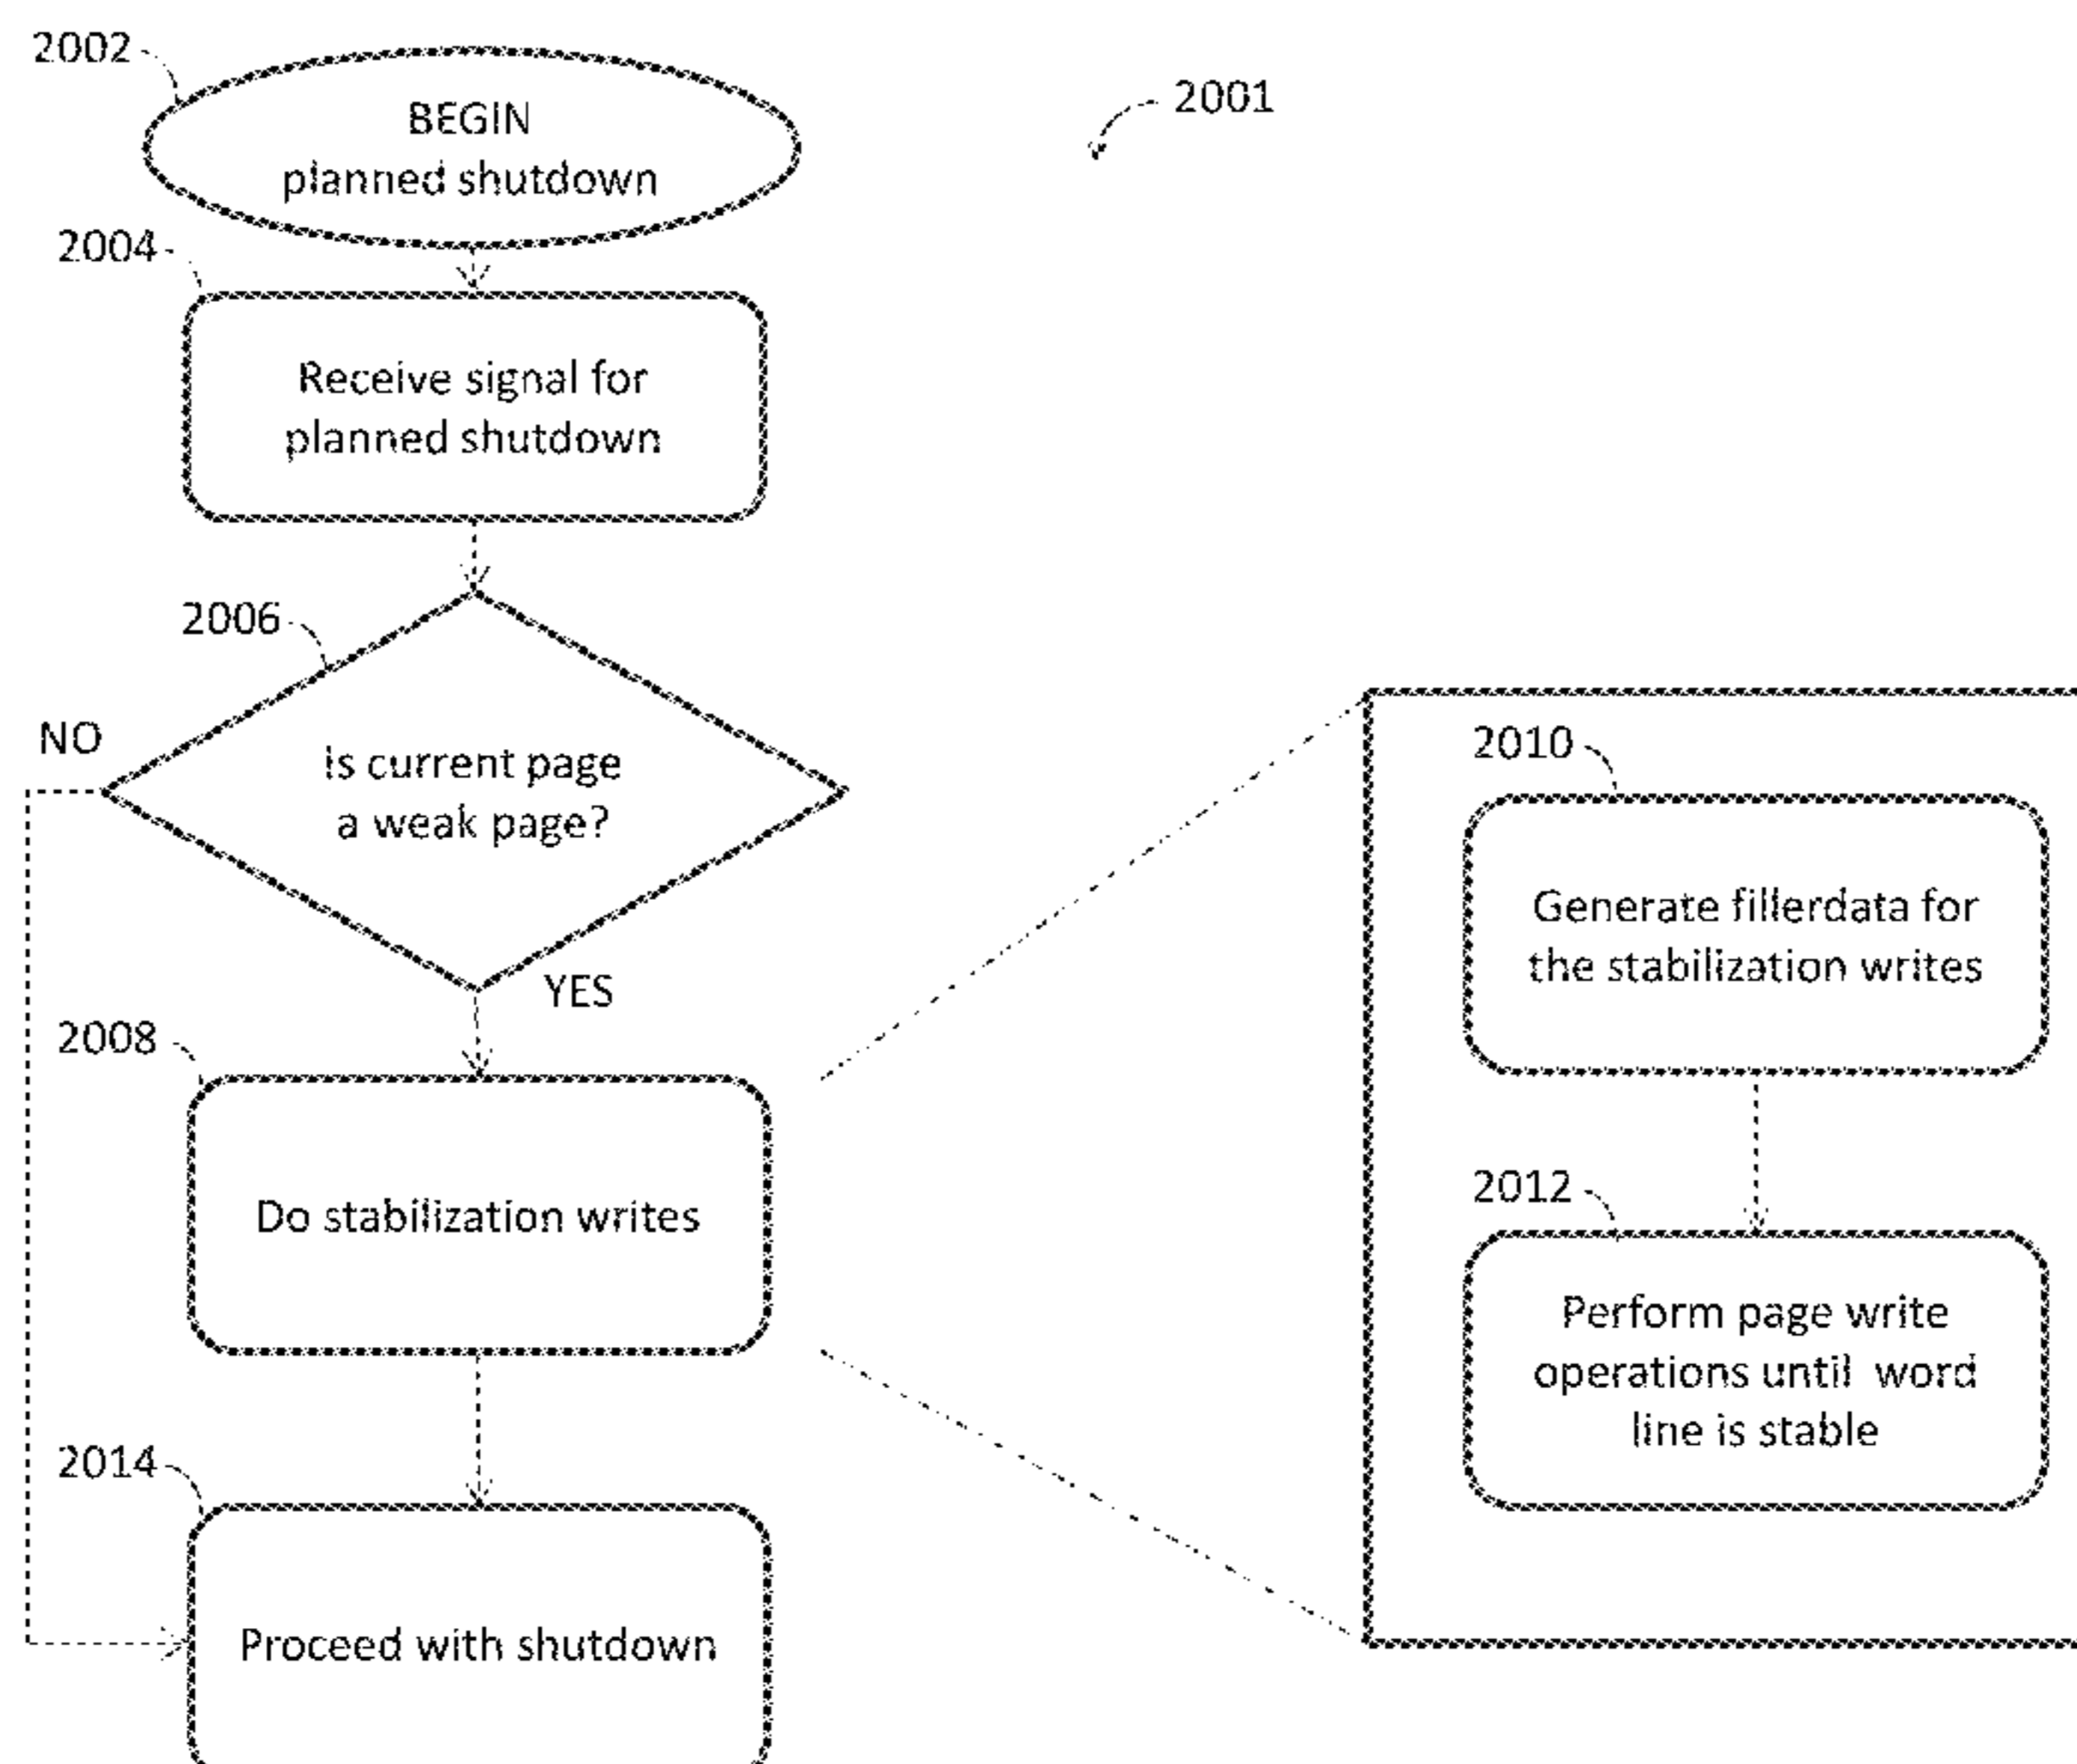 2002
BEGIN
planned shutdown
2001
2004
Receive signal for
planned shutdown
2006
NO
is current page
a weak page?
YES
2008
Do stabilization writes
2010
Generate fillerdata for
the stabilization writes
2012
Perform page write
operations until word
line is stable
2014
Proceed with shutdown